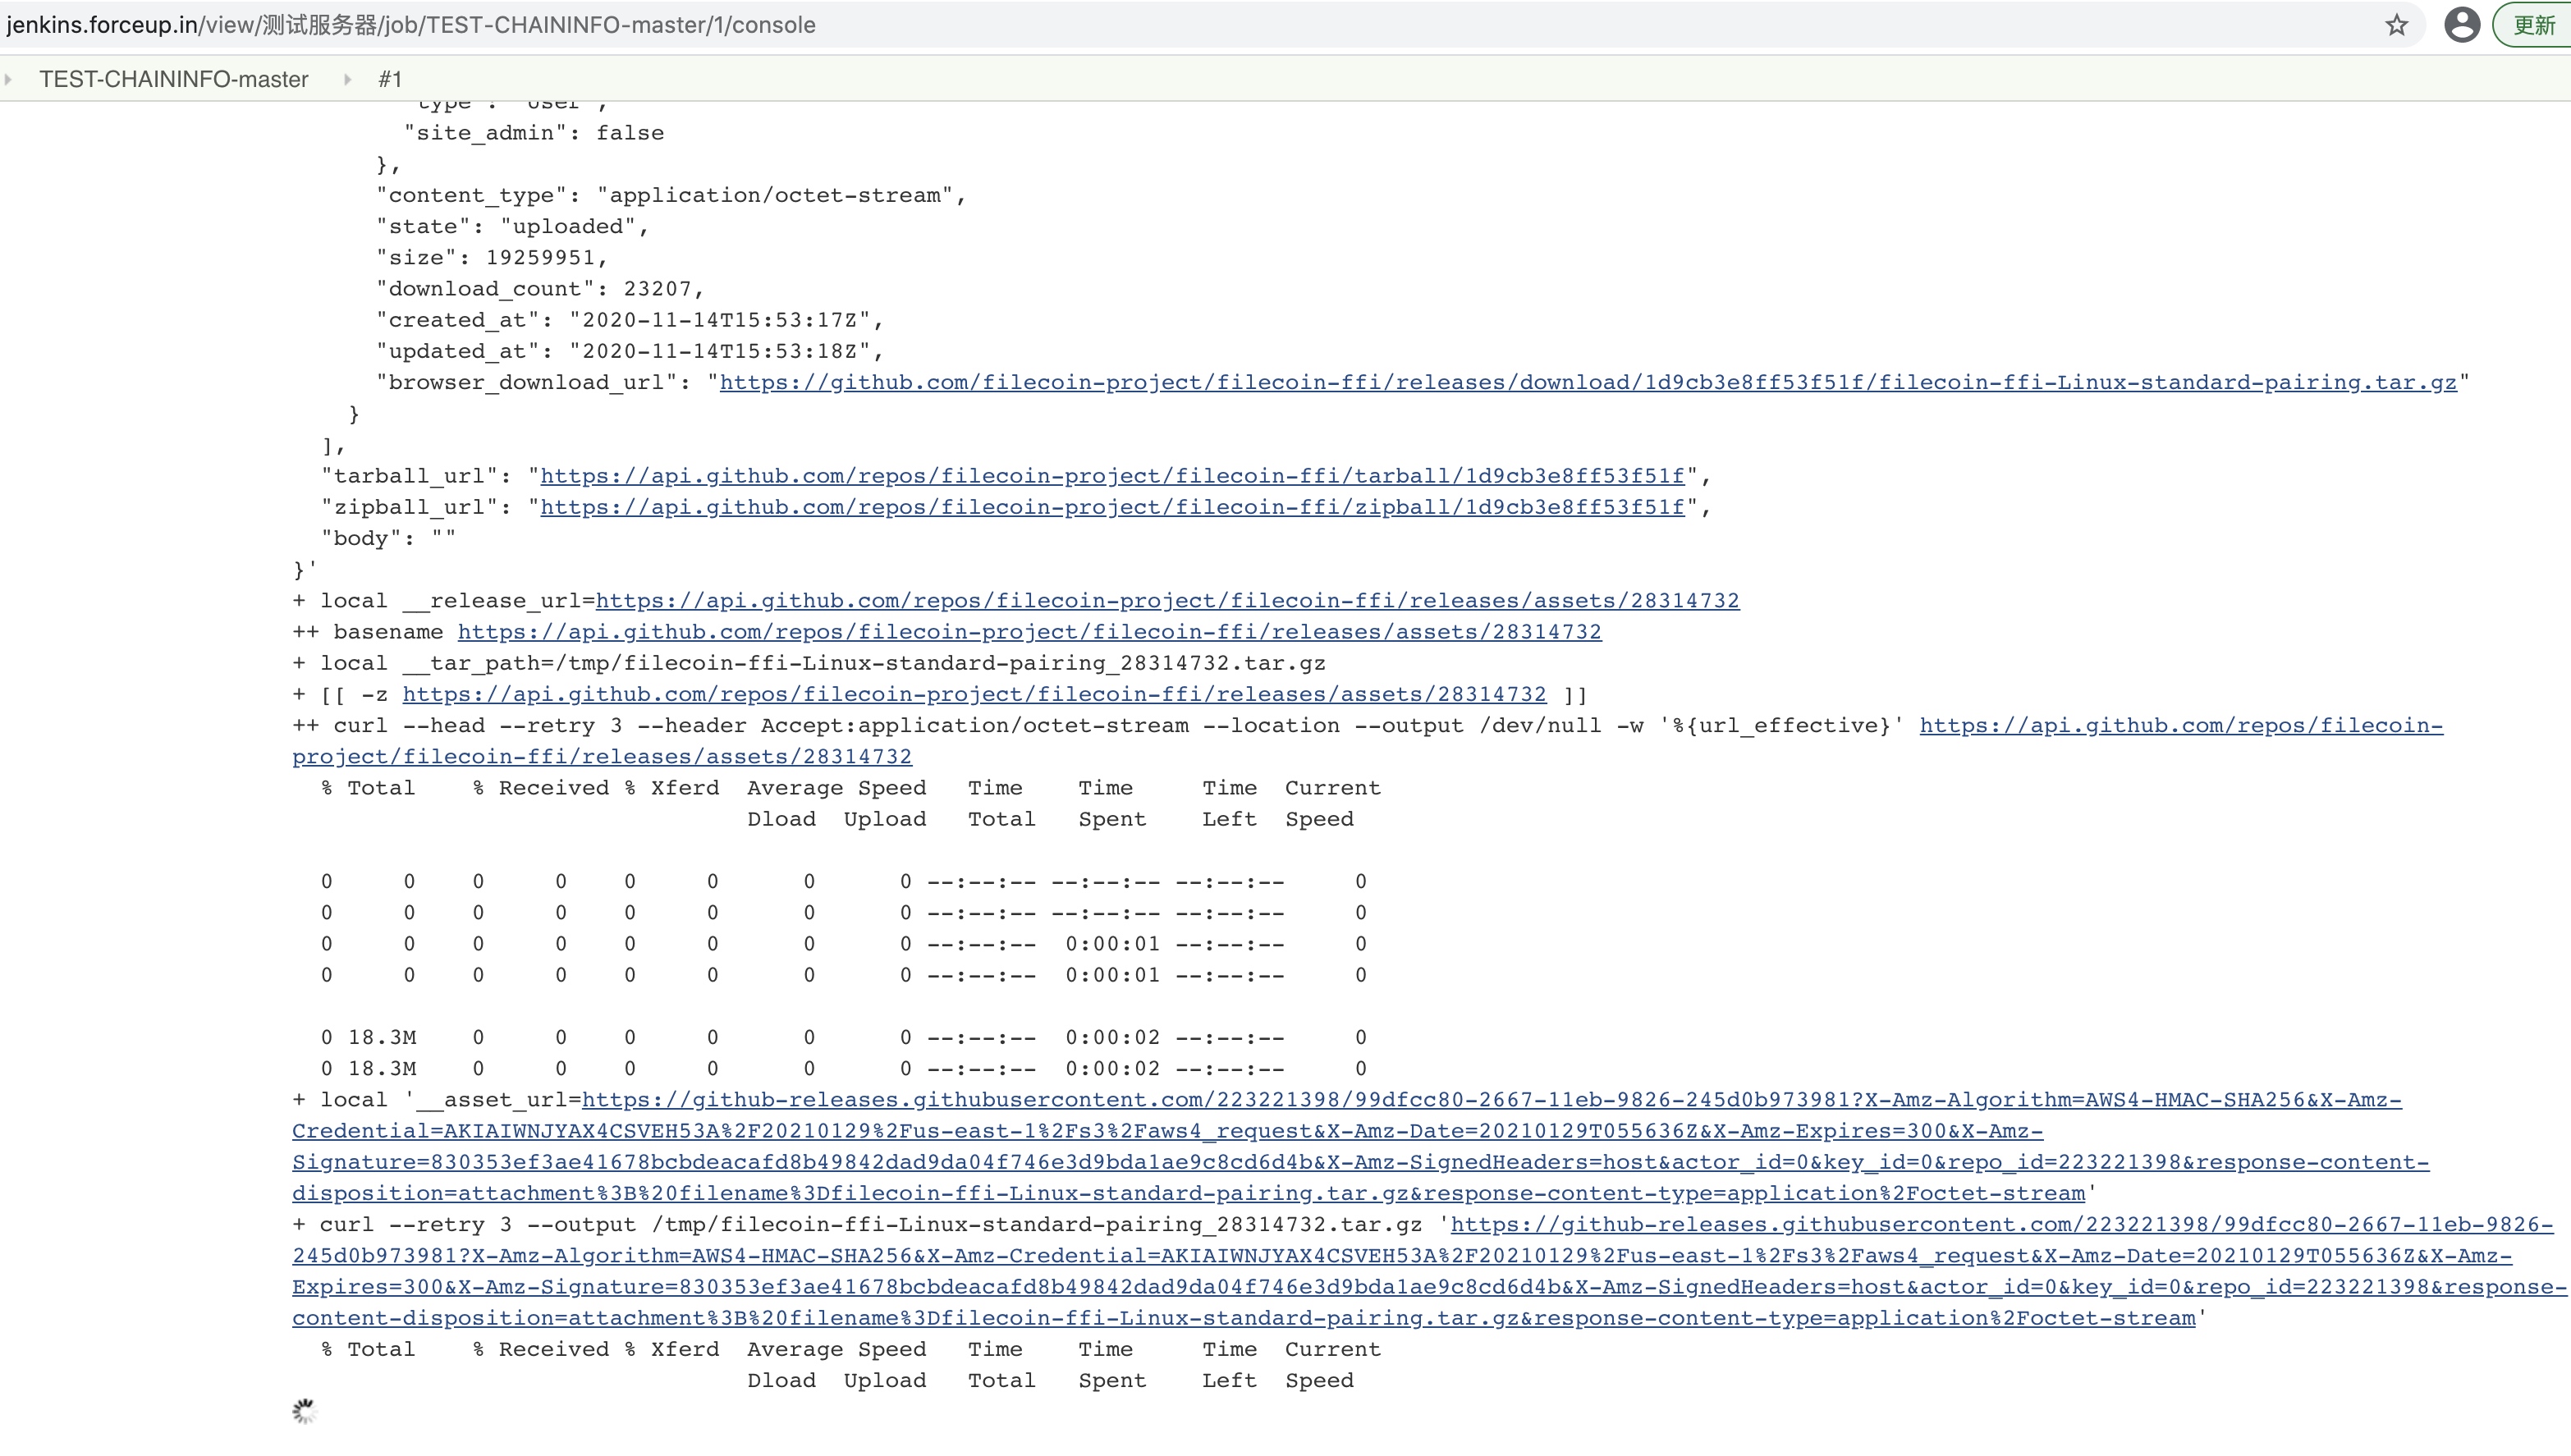 jenkins.forceup.in/view/测试服务器/job/TEST-CHAININFO-master/1/console
更新
TEST-CHAININFO-master #1
"type": "User",
"site_admin": false
},
"content_type": "application/octet-stream",
"state": "uploaded",
"size": 19259951,
"download_count": 23207,
"created_at": "2020-11-14T15:53:17Z",
"updated_at": "2020-11-14T15:53:18Z",
"browser_download_url": "https://github.com/filecoin-project/filecoin-ffi/releases/download/1d9cb3e8ff53f51f/filecoin-ffi-Linux-standard-pairing.tar.gz"
}
],
"tarball_url": "https://api.github.com/repos/filecoin-project/filecoin-ffi/tarball/1d9cb3e8ff53f51f",
"zipball_url": "https://api.github.com/repos/filecoin-project/filecoin-ffi/zipball/1d9cb3e8ff53f51f",
"body": ""
}'
+ local __release_url=https://api.github.com/repos/filecoin-project/filecoin-ffi/releases/assets/28314732
++ basename https://api.github.com/repos/filecoin-project/filecoin-ffi/releases/assets/28314732
+ local __tar_path=/tmp/filecoin-ffi-Linux-standard-pairing_28314732.tar.gz
+ [[ -z https://api.github.com/repos/filecoin-project/filecoin-ffi/releases/assets/28314732 ]]
++ curl --head --retry 3 --header Accept:application/octet-stream --location --output /dev/null -w '%{url_effective}' https://api.github.com/repos/filecoin-
project/filecoin-ffi/releases/assets/28314732
% Total % Received % Xferd Average Speed Time Time Time Current
Dload Upload Total Spent Left Speed
0 0 0 0 0 0 0 0 --:--:-- --:--:-- --:--:-- 0
0 0 0 0 0 0 0 0 --:--:-- --:--:-- --:--:-- 0
0 0 0 0 0 0 0 0 --:--:-- 0:00:01 --:--:-- 0
0 0 0 0 0 0 0 0 --:--:-- 0:00:01 --:--:-- 0
0 18.3M 0 0 0 0 0 0 --:--:-- 0:00:02 --:--:-- 0
0 18.3M 0 0 0 0 0 0 --:--:-- 0:00:02 --:--:-- 0
+ local '__asset_url=https://github-releases.githubusercontent.com/223221398/99dfcc80-2667-11eb-9826-245d0b973981?X-Amz-Algorithm=AWS4-HMAC-SHA256&X-Amz-
Credential=AKIAIWNJYAX4CSVEH53A%2F20210129%2Fus-east-1%2Fs3%2Faws4_request&X-Amz-Date=20210129T055636Z&X-Amz-Expires=300&X-Amz-
Signature=830353ef3ae41678bcbdeacafd8b49842dad9da04f746e3d9bda1ae9c8cd6d4b&X-Amz-SignedHeaders=host&actor_id=0&key_id=0&repo_id=223221398&response-content-
disposition=attachment%3B%20filename%3Dfilecoin-ffi-Linux-standard-pairing.tar.gz&response-content-type=application%2Foctet-stream'
+ curl --retry 3 --output /tmp/filecoin-ffi-Linux-standard-pairing_28314732.tar.gz 'https://github-releases.githubusercontent.com/223221398/99dfcc80-2667-11eb-9826-
245d0b973981?X-Amz-Algorithm=AWS4-HMAC-SHA256&X-Amz-Credential=AKIAIWNJYAX4CSVEH53A%2F20210129%2Fus-east-1%2Fs3%2Faws4_request&X-Amz-Date=20210129T055636Z&X-Amz-
Expires=300&X-Amz-Signature=830353ef3ae41678bcbdeacafd8b49842dad9da04f746e3d9bda1ae9c8cd6d4b&X-Amz-SignedHeaders=host&actor_id=0&key_id=0&repo_id=223221398&response-
content-disposition=attachment%3B%20filename%3Dfilecoin-ffi-Linux-standard-pairing.tar.gz&response-content-type=application%2Foctet-stream'
% Total % Received % Xferd Average Speed Time Time Time Current
Dload Upload Total Spent Left Speed